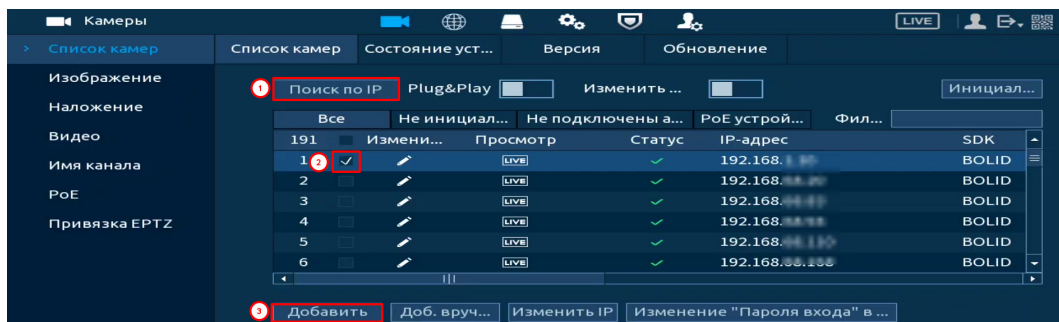 Камеры LIVE
> Список камер Список камер Состояние уст... Версия Обновление
Изображение
1 Поиск по IP Plug&Play Изменить ... Инициал...
Наложение
Все Не инициал... Не подключены а... PoE устрой... Фил...
Видео
191 Измени... Просмотр Статус IP-адрес SDK
Имя канала
1 2 LIVE 192.168. BOLID
2 LIVE 192.168. BOLID
PoE
3 LIVE 192.168. BOLID
Привязка EPTZ
4 LIVE 192.168. BOLID
5 LIVE 192.168. BOLID
6 LIVE 192.168. BOLID
3 Добавить Доб. вруч... Изменить IP Изменение "Пароля входа" в ...